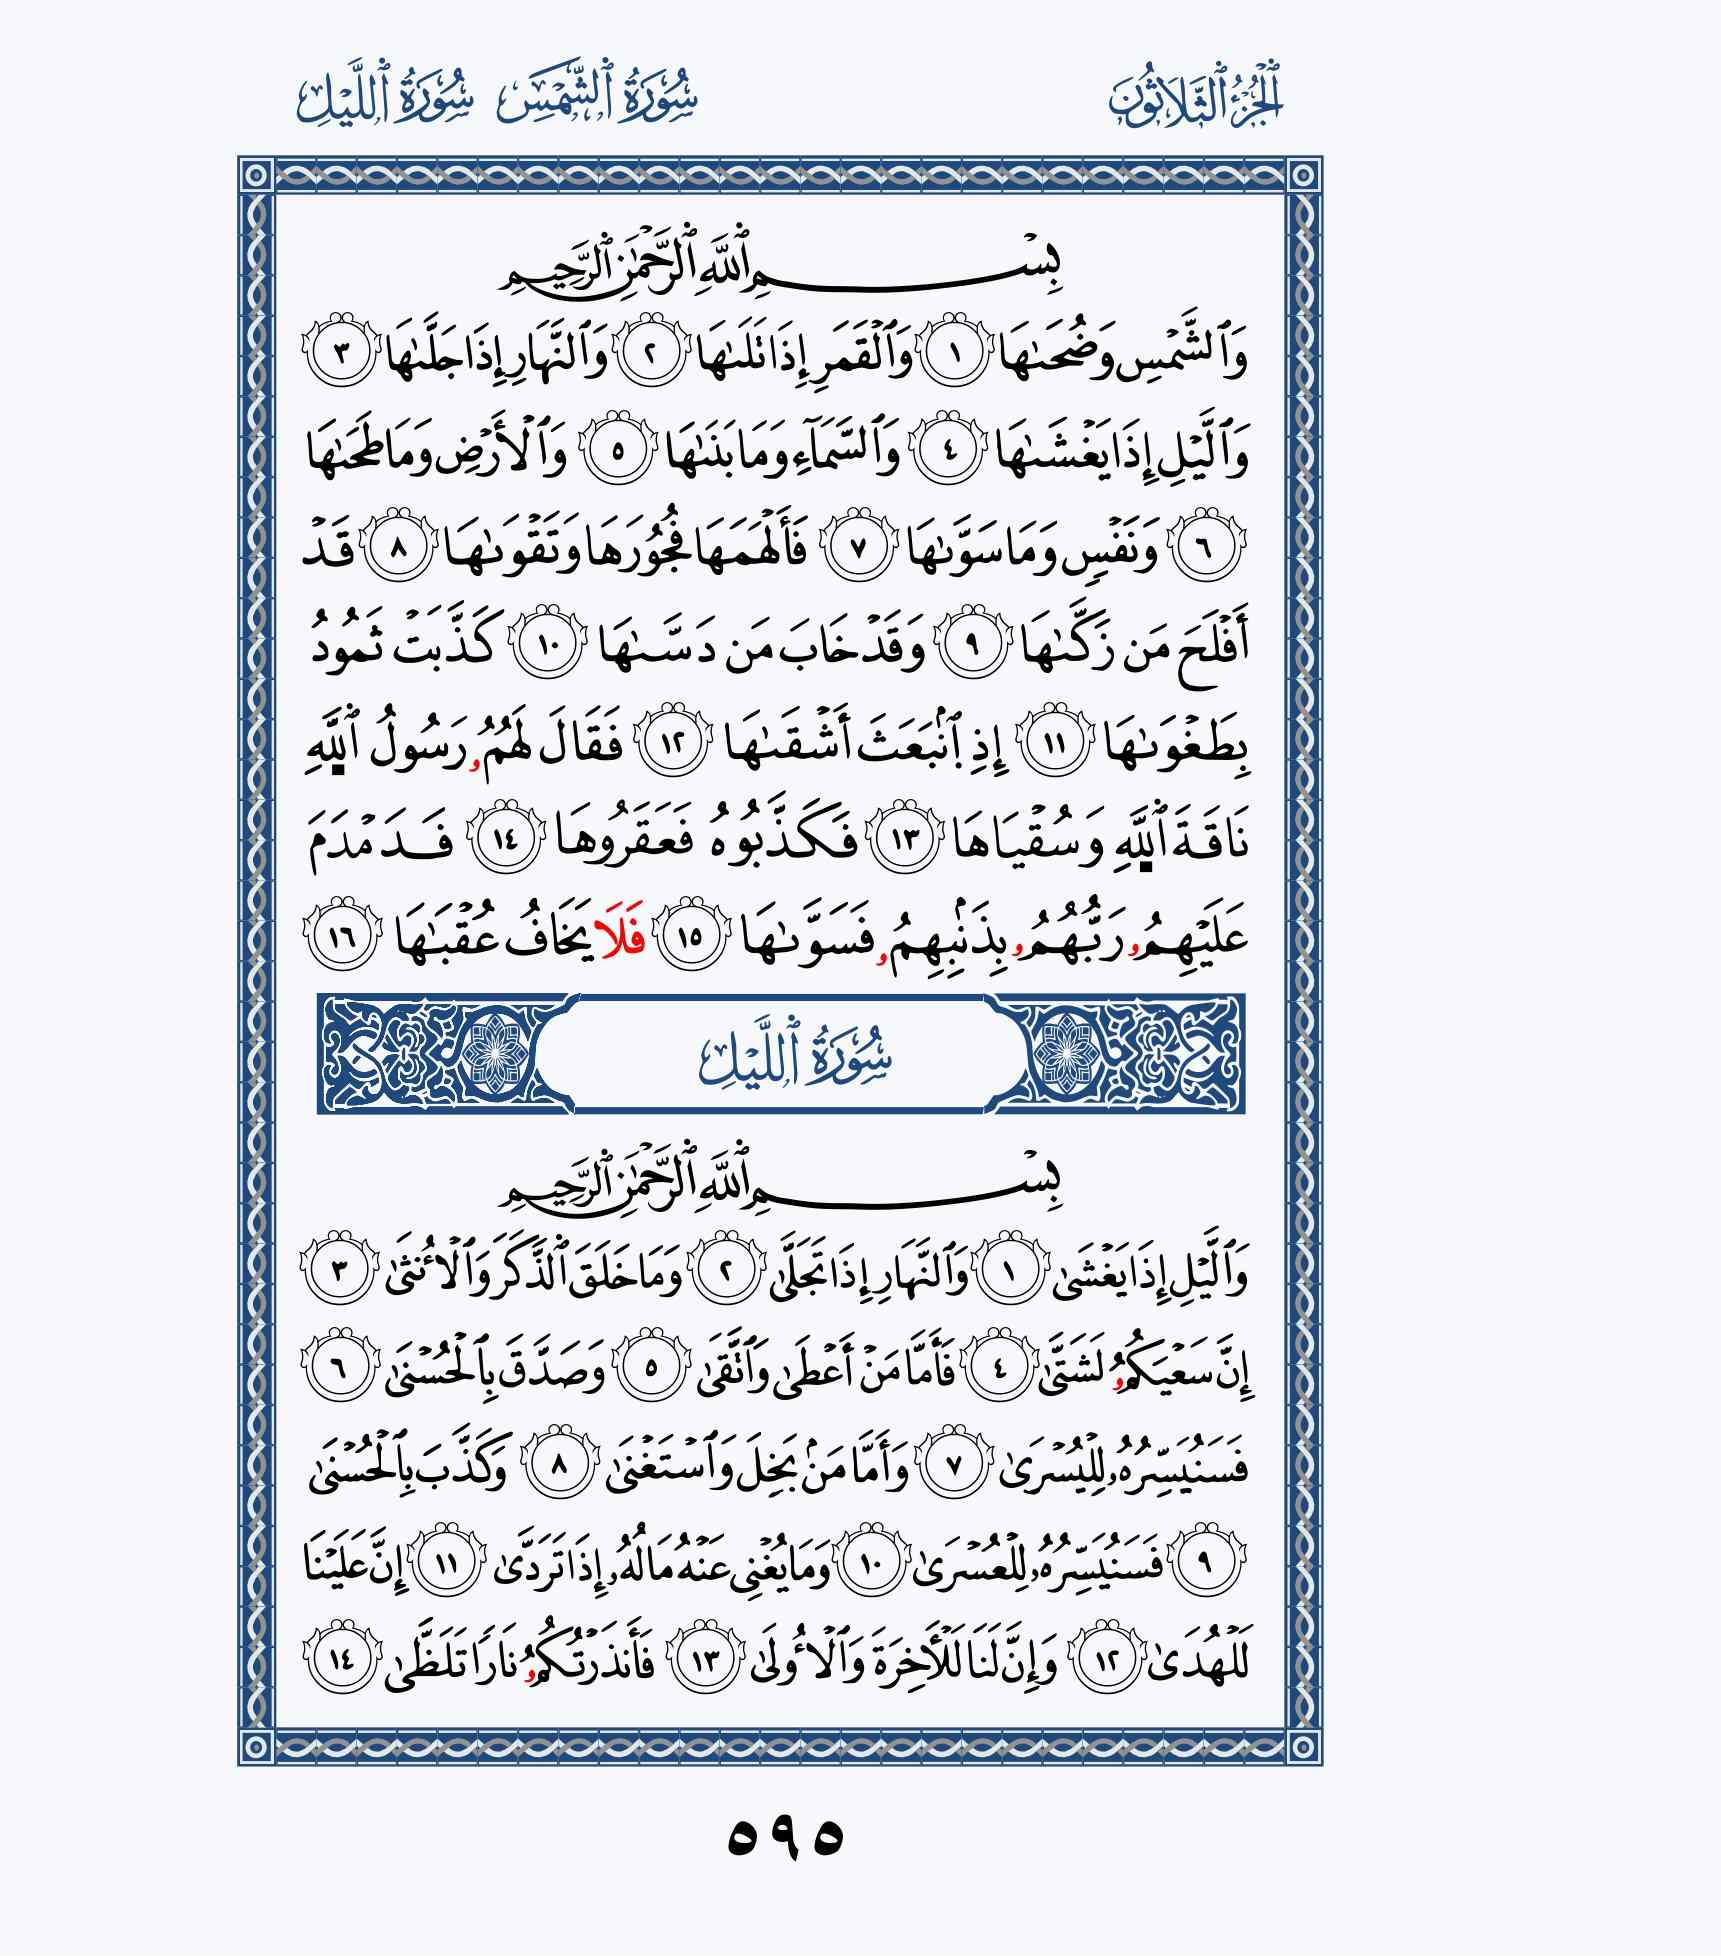 ٱلْجُزْءُ ٱلثَّلَاثُونَ سُورَةُ ٱلشَّمْسِ سُورَةُ ٱللَّيْلِ
بِسْمِ ٱللَّهِ ٱلرَّحْمَٰنِ ٱلرَّحِيمِ
وَٱلشَّمْسِ وَضُحَىٰهَا ١ وَٱلْقَمَرِ إِذَا تَلَىٰهَا ٢ وَٱلنَّهَارِ إِذَا جَلَّىٰهَا ٣
وَٱلَّيْلِ إِذَا يَغْشَىٰهَا ٤ وَٱلسَّمَآءِ وَمَا بَنَىٰهَا ٥ وَٱلْأَرْضِ وَمَا طَحَىٰهَا
٦ وَنَفْسٍ وَمَا سَوَّىٰهَا ٧ فَأَلْهَمَهَا فُجُورَهَا وَتَقْوَىٰهَا ٨ قَدْ
أَفْلَحَ مَن زَكَّىٰهَا ٩ وَقَدْ خَابَ مَن دَسَّىٰهَا ١٠ كَذَّبَتْ ثَمُودُ
بِطَغْوَىٰهَا ١١ إِذِ ٱنۢبَعَثَ أَشْقَىٰهَا ١٢ فَقَالَ لَهُمُۥ رَسُولُ ٱللَّهِ
نَاقَةَ ٱللَّهِ وَسُقْيَاهَا ١٣ فَكَذَّبُوهُ فَعَقَرُوهَا ١٤ فَدَمْدَمَ
عَلَيْهِمُۥ رَبُّهُمُۥ بِذَنۢبِهِمُۥ فَسَوَّىٰهَا ١٥ فَلَا يَخَافُ عُقْبَٰهَا ١٦
سُورَةُ ٱللَّيْلِ
بِسْمِ ٱللَّهِ ٱلرَّحْمَٰنِ ٱلرَّحِيمِ
وَٱلَّيْلِ إِذَا يَغْشَىٰ ١ وَٱلنَّهَارِ إِذَا تَجَلَّىٰ ٢ وَمَا خَلَقَ ٱلذَّكَرَ وَٱلْأُنثَىٰ ٣
إِنَّ سَعْيَكُمُۥ لَشَتَّىٰ ٤ فَأَمَّا مَنْ أَعْطَىٰ وَٱتَّقَىٰ ٥ وَصَدَّقَ بِٱلْحُسْنَىٰ ٦
فَسَنُيَسِّرُهُۥ لِلْيُسْرَىٰ ٧ وَأَمَّا مَنۢ بَخِلَ وَٱسْتَغْنَىٰ ٨ وَكَذَّبَ بِٱلْحُسْنَىٰ
٩ فَسَنُيَسِّرُهُۥ لِلْعُسْرَىٰ ١٠ وَمَا يُغْنِي عَنْهُ مَالُهُۥ إِذَا تَرَدَّىٰ ١١ إِنَّ عَلَيْنَا
لَلْهُدَىٰ ١٢ وَإِنَّ لَنَا لَلْأَخِرَةَ وَٱلْأُولَىٰ ١٣ فَأَنذَرْتُكُمُۥ نَارًا تَلَظَّىٰ ١٤
٥٩٥